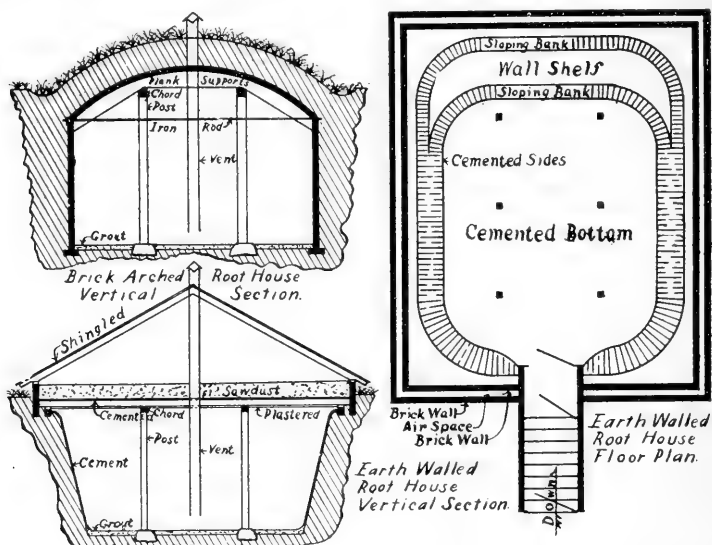 Plank Supports
Chord
Post
Iron Rod
Vent
Grout
Brick Arched Root House
Vertical Section.
Shingled
Sawdust
Cemented Chord Plastered
Post
Vent
Cement
Grout
Earth Walled
Root House
Vertical Section.
Sloping Bank
Wall Shelf
Sloping Bank
Cemented Sides
Cemented Bottom
Brick Wall
Air Space
Brick Wall
Earth Walled
Root House
Floor Plan.
Down